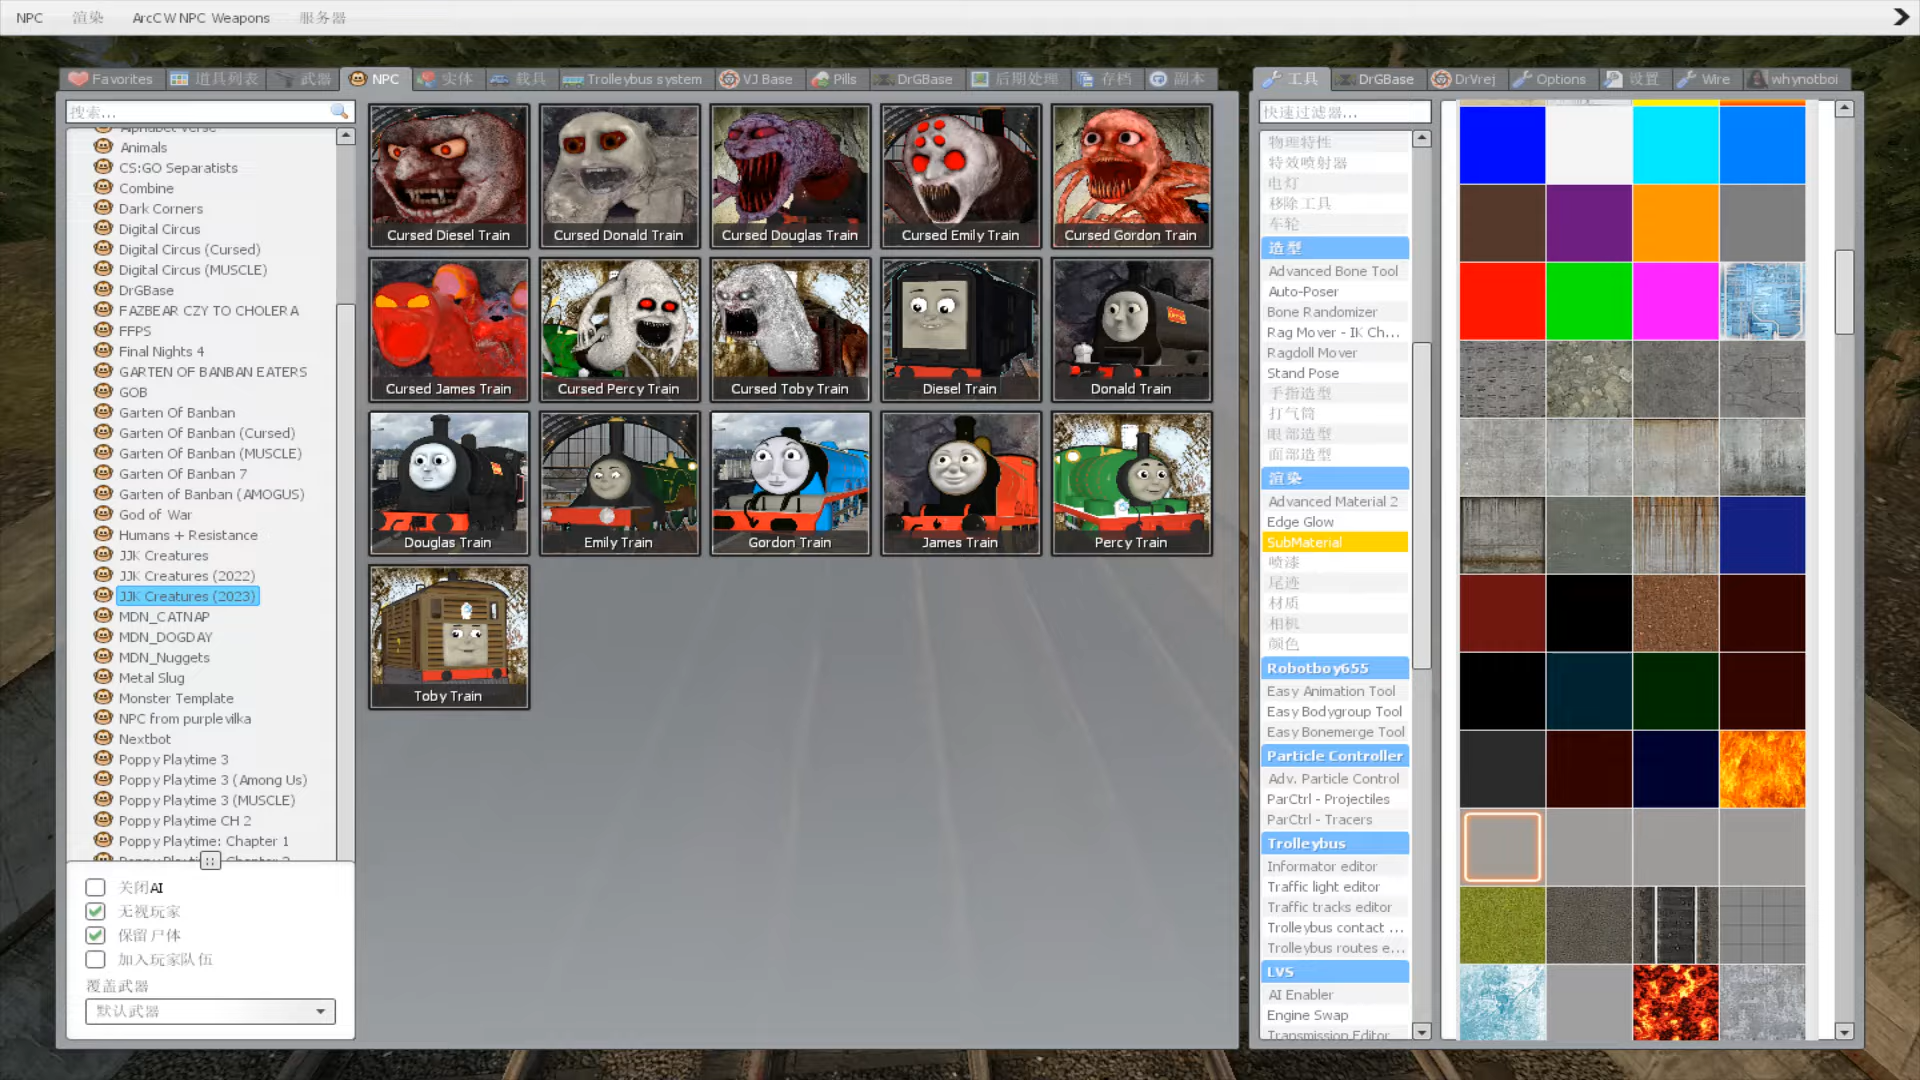 NPC 渲染 ArcCW NPC Weapons 服务器
Favorites 道具列表 武器 NPC 实体 载具 Trolleybus system VJ Base Pills DrGBase 后期处理 存档 副本
搜索...
Alphabet Verse
Animals
CS:GO Separatists
Combine
Dark Corners
Digital Circus
Digital Circus (Cursed)
Digital Circus (MUSCLE)
DrGBase
FAZBEAR CZY TO CHOLERA
FFPS
Final Nights 4
GARTEN OF BANBAN EATERS
GOB
Garten Of Banban
Garten Of Banban (Cursed)
Garten Of Banban (MUSCLE)
Garten Of Banban 7
Garten of Banban (AMOGUS)
God of War
Humans + Resistance
JJK Creatures
JJK Creatures (2022)
JJK Creatures (2023)
MDN_CATNAP
MDN_DOGDAY
MDN_Nuggets
Metal Slug
Monster Template
NPC from purplevilka
Nextbot
Poppy Playtime 3
Poppy Playtime 3 (Among Us)
Poppy Playtime 3 (MUSCLE)
Poppy Playtime CH 2
Poppy Playtime: Chapter 1
关闭AI
无视玩家
保留尸体
加入玩家队伍
覆盖武器
默认武器
Cursed Diesel Train
Cursed Donald Train
Cursed Douglas Train
Cursed Emily Train
Cursed Gordon Train
Cursed James Train
Cursed Percy Train
Cursed Toby Train
Diesel Train
Donald Train
Douglas Train
Emily Train
Gordon Train
James Train
Percy Train
Toby Train
工具 DrGBase DrVrej Options 设置 Wire whynotboi
快速过滤器...
物理特性
特效喷射器
电灯
移除工具
车轮
造型
Advanced Bone Tool
Auto-Poser
Bone Randomizer
Rag Mover - IK Ch...
Ragdoll Mover
Stand Pose
手指造型
打气筒
眼部造型
面部造型
渲染
Advanced Material 2
Edge Glow
SubMaterial
喷漆
尾迹
材质
相机
颜色
Robotboy655
Easy Animation Tool
Easy Bodygroup Tool
Easy Bonemerge Tool
Particle Controller
Adv. Particle Control
ParCtrl - Projectiles
ParCtrl - Tracers
Trolleybus
Informator editor
Traffic light editor
Traffic tracks editor
Trolleybus contact ...
Trolleybus routes e...
LVS
AI Enabler
Engine Swap
Transmission Editor